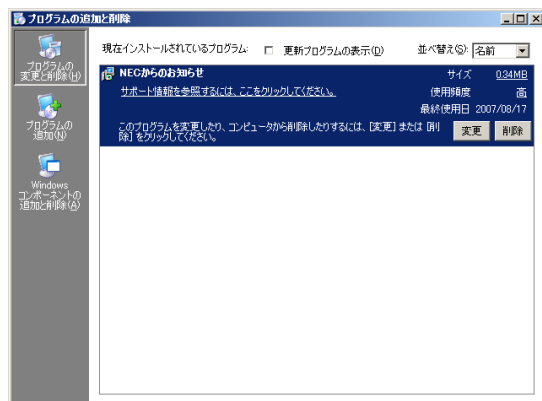 プログラムの追加と削除
プログラムの
変更と削除(H)
プログラムの
追加(N)
Windows
コンポーネントの
追加と削除(A)
現在インストールされているプログラム: 更新プログラムの表示(D) 並べ替え(S): 名前
NECからのお知らせ サイズ 0.34MB
サポート情報を参照するには、ここをクリックしてください。 使用頻度 高
最終使用日 2007/08/17
このプログラムを変更したり、コンピュータから削除したりするには、[変更] または [削
除] をクリックしてください。 変更 削除